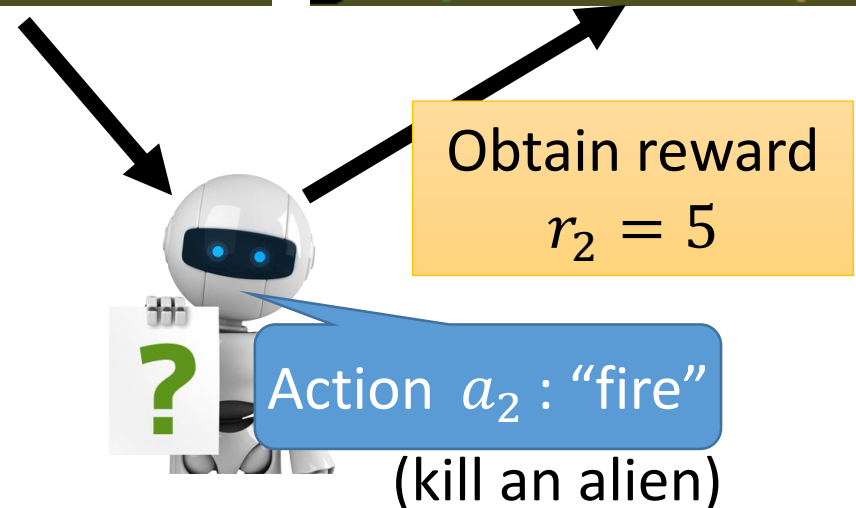 Obtain reward
𝑟₂ = 5
?
Action 𝑎₂ : “fire”
(kill an alien)